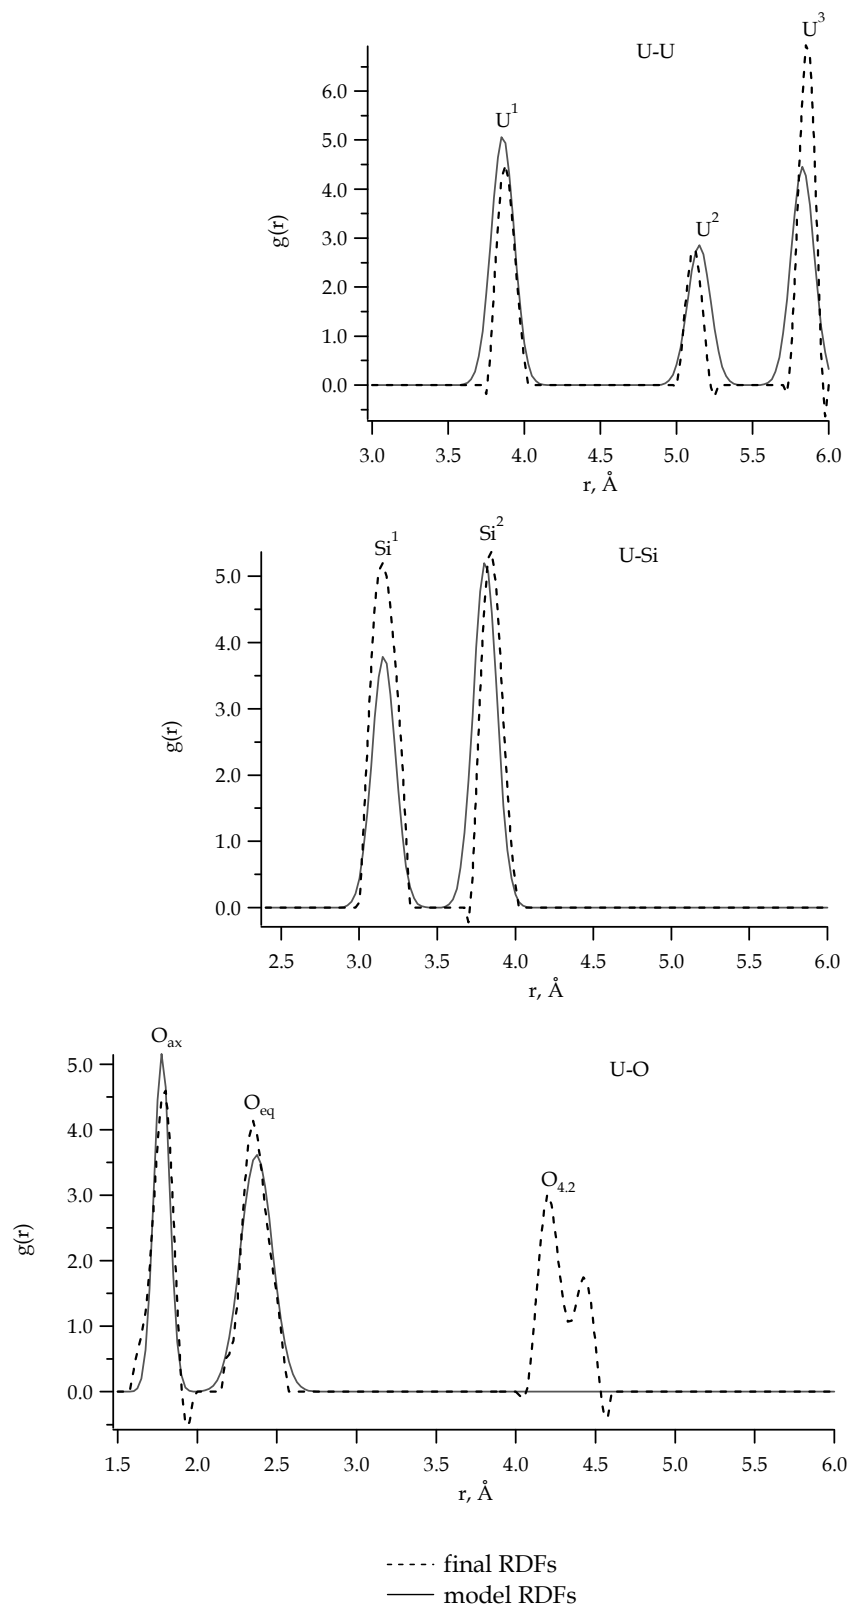 U-U
U³
U¹
U²
6.0
5.0
4.0
3.0
2.0
1.0
0.0
g(r)
3.0 3.5 4.0 4.5 5.0 5.5 6.0
r, Å
U-Si
Si¹
Si²
5.0
4.0
3.0
2.0
1.0
0.0
g(r)
2.5 3.0 3.5 4.0 4.5 5.0 5.5 6.0
r, Å
U-O
Oax
Oeq
O4.2
5.0
4.0
3.0
2.0
1.0
0.0
g(r)
1.5 2.0 2.5 3.0 3.5 4.0 4.5 5.0 5.5 6.0
r, Å
final RDFs
model RDFs